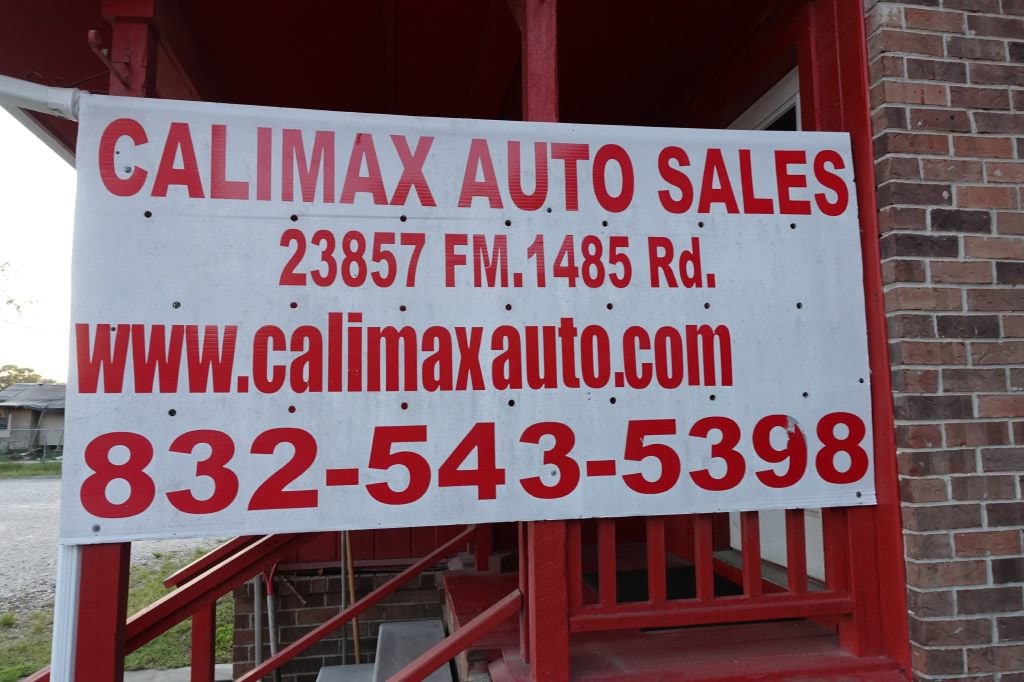 CALIMAX AUTO SALES
23857 FM.1485 Rd.
www.calimaxauto.com
832-543-5398